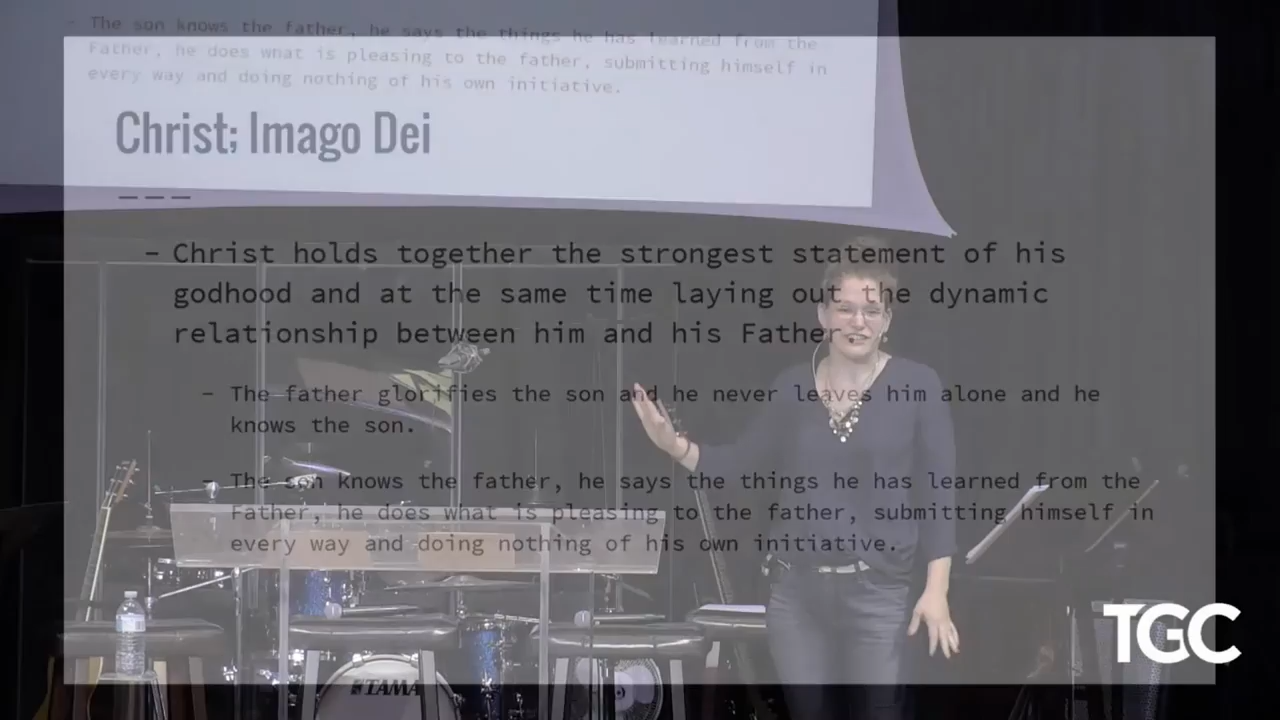 - The son knows the father, he says the things he has learned from the
Father, he does what is pleasing to the father, submitting himself in
every way and doing nothing of his own initiative.
Christ; Imago Dei
- Christ holds together the strongest statement of his
godhood and at the same time laying out the dynamic
relationship between him and his Father.
- The father glorifies the son and he never leaves him alone and he
knows the son.
- The son knows the father, he says the things he has learned from the
Father, he does what is pleasing to the father, submitting himself in
every way and doing nothing of his own initiative.
TGC
TAMA